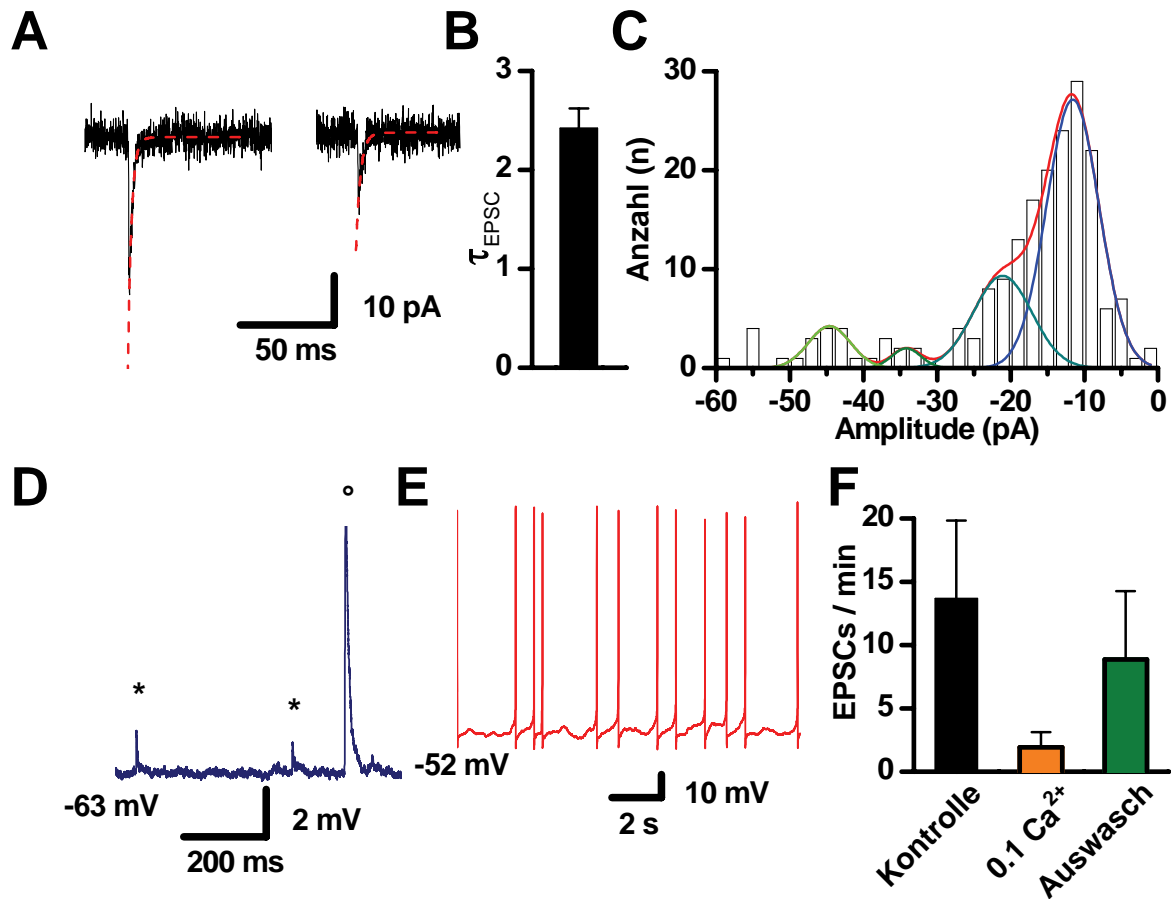 A
10 pA
50 ms
B
3
2
1
0
τEPSC
C
30
20
10
0
Anzahl (n)
-60 -50 -40 -30 -20 -10 0
Amplitude (pA)
D
*
*
°
-63 mV
2 mV
200 ms
E
-52 mV
10 mV
2 s
F
20
15
10
5
0
EPSCs / min
Kontrolle
0.1 Ca²⁺
Auswasch